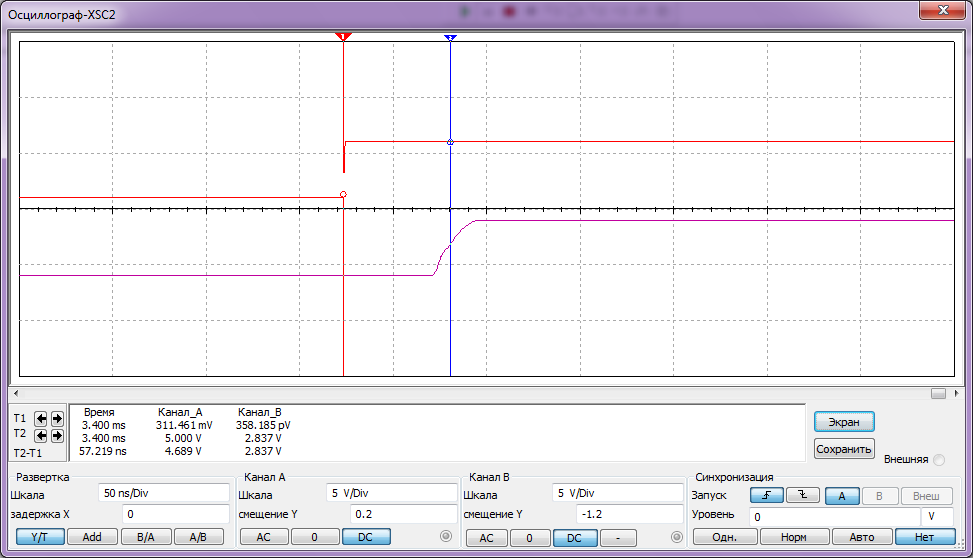 Осциллограф-XSC2
1
2
T1
T2
T2-T1
Время Канал_А Канал_B
3.400 ms 311.461 mV 358.185 pV
3.400 ms 5.000 V 2.837 V
57.219 ns 4.689 V 2.837 V
Экран
Сохранить
Внешняя
Развертка
Шкала 50 ns/Div
задержка X 0
Y/T Add B/A A/B
Канал A
Шкала 5 V/Div
смещение Y 0.2
AC 0 DC
Канал B
Шкала 5 V/Div
смещение Y -1.2
AC 0 DC -
Синхронизация
Запуск A B Внеш
Уровень 0 V
Одн. Норм Авто Нет